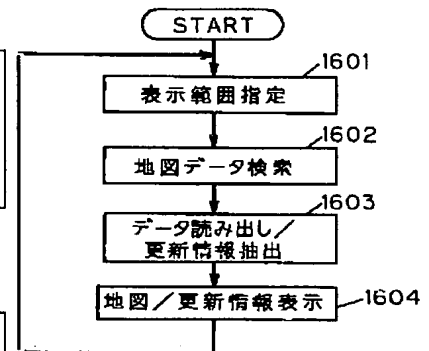 START
1601
表示範囲指定
1602
地図データ検索
1603
データ読み出し／
更新情報抽出
地図／更新情報表示
1604